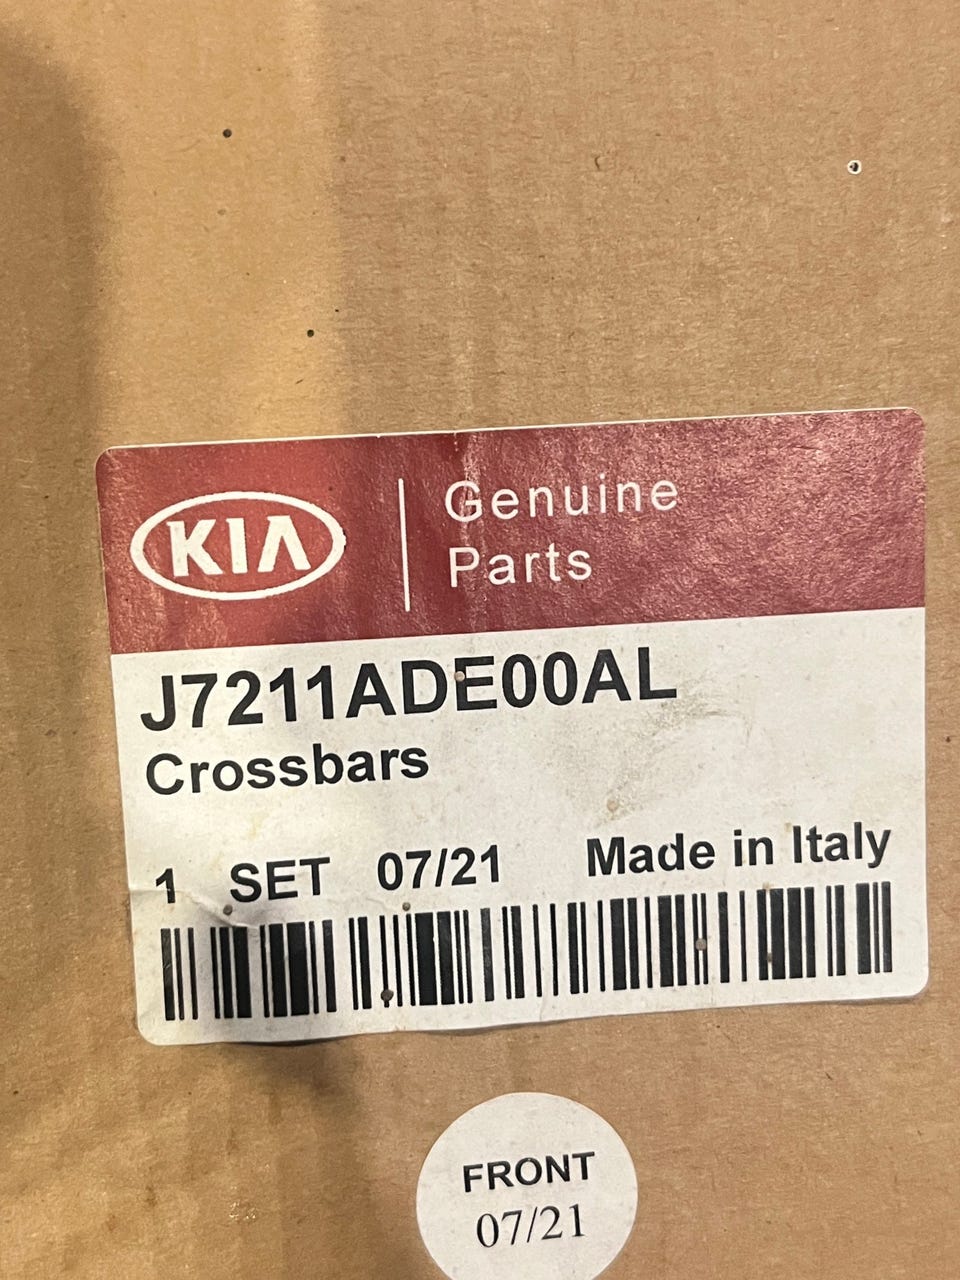 KIA
Genuine
Parts
J7211ADE00AL
Crossbars
1 SET 07/21 Made in Italy
FRONT
07/21